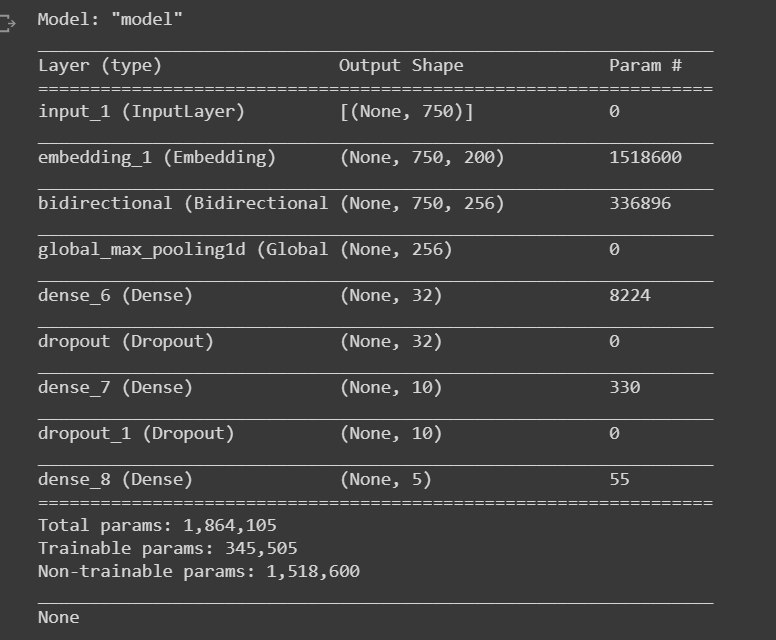 Model: "model"
_________________________________________________________________
Layer (type)                 Output Shape              Param #
=================================================================
input_1 (InputLayer)         [(None, 750)]             0
_________________________________________________________________
embedding_1 (Embedding)      (None, 750, 200)          1518600
_________________________________________________________________
bidirectional (Bidirectional (None, 750, 256)          336896
_________________________________________________________________
global_max_pooling1d (Global (None, 256)               0
_________________________________________________________________
dense_6 (Dense)              (None, 32)                8224
_________________________________________________________________
dropout (Dropout)            (None, 32)                0
_________________________________________________________________
dense_7 (Dense)              (None, 10)                330
_________________________________________________________________
dropout_1 (Dropout)          (None, 10)                0
_________________________________________________________________
dense_8 (Dense)              (None, 5)                 55
=================================================================
Total params: 1,864,105
Trainable params: 345,505
Non-trainable params: 1,518,600
_________________________________________________________________
None